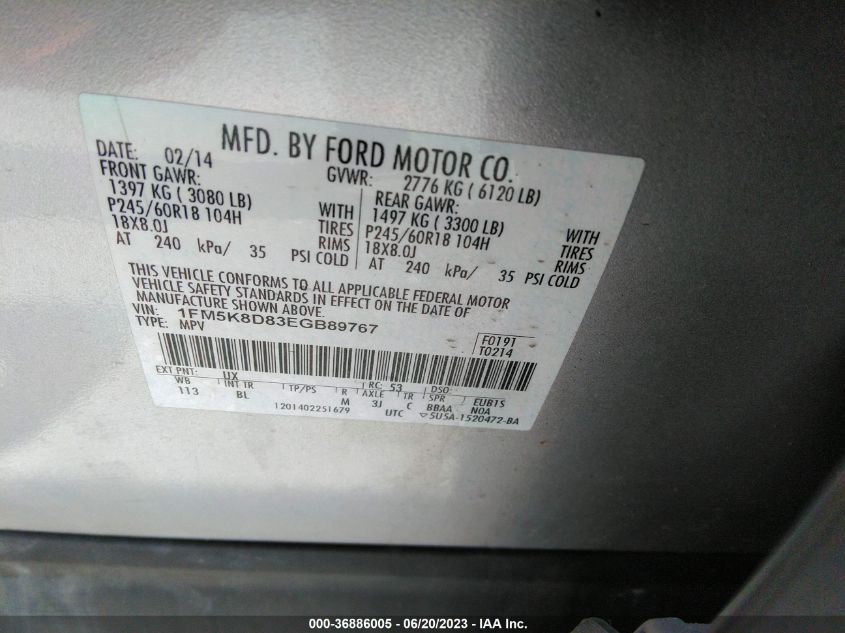 MFD. BY FORD MOTOR CO.
DATE: 02/14
GVWR: 2776 KG ( 6120 LB)
FRONT GAWR:
1397 KG ( 3080 LB)
P245/60R18 104H WITH TIRES
18X8.0J RIMS
AT 240 kPa/ 35 PSI COLD
REAR GAWR:
1497 KG ( 3300 LB) WITH
P245/60R18 104H TIRES
18X8.0J RIMS
AT 240 kPa/ 35 PSI COLD
THIS VEHICLE CONFORMS TO ALL APPLICABLE FEDERAL MOTOR
VEHICLE SAFETY STANDARDS IN EFFECT ON THE DATE OF
MANUFACTURE SHOWN ABOVE.
VIN: 1FM5K8D83EGB89767
TYPE: MPV
F0191
T0214
EXT PNT: UX RC: 53 DSO:
WB INT TR TP/PS R AXLE TR SPR EUB1S
113 BL M 3J C BBAA N0A
1201402251679 UTC ▽5U5A-1520472-BA
000-36886005 - 06/20/2023 - IAA Inc.